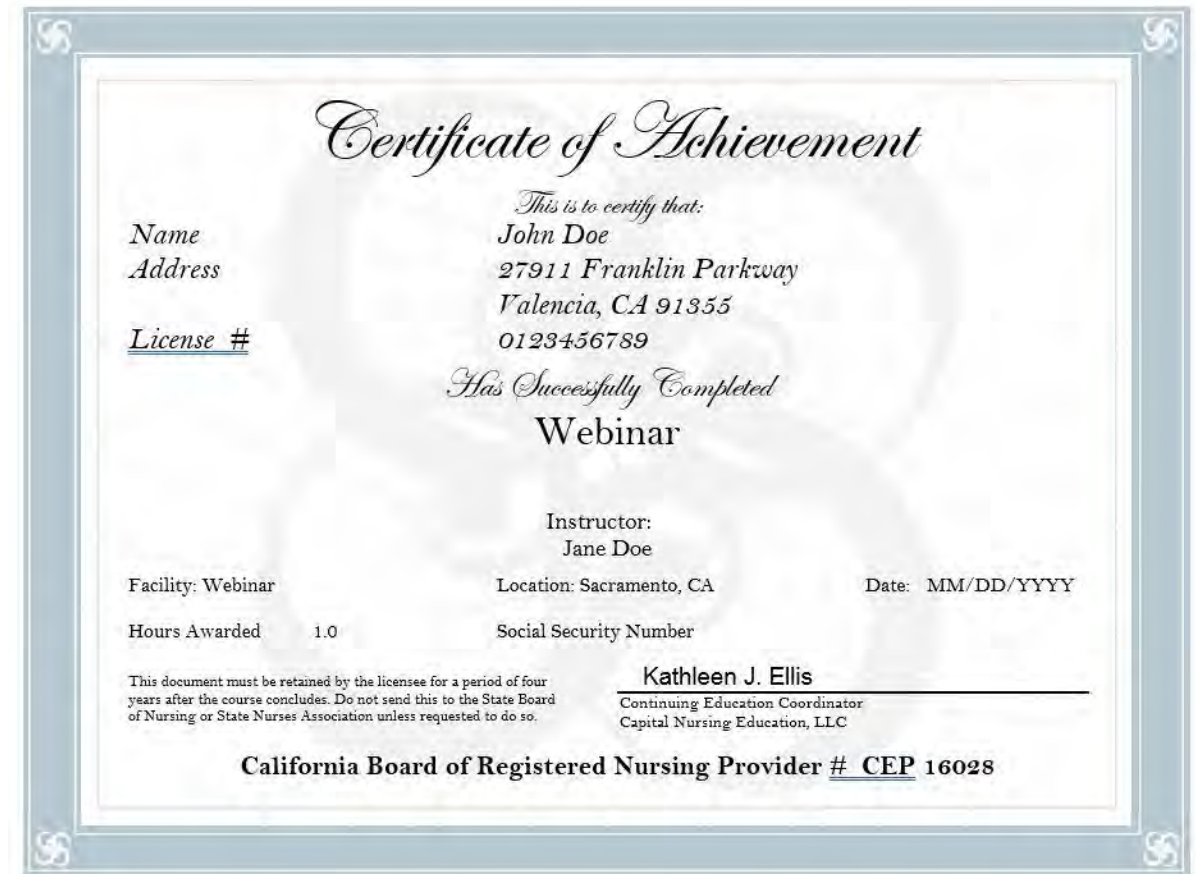 Certificate of Achievement
This is to certify that:
Name John Doe
Address 27911 Franklin Parkway
Valencia, CA 91355
License # 0123456789
Has Successfully Completed
Webinar
Instructor:
Jane Doe
Facility: Webinar Location: Sacramento, CA Date: MM/DD/YYYY
Hours Awarded 1.0 Social Security Number
This document must be retained by the licensee for a period of four
years after the course concludes. Do not send this to the State Board
of Nursing or State Nurses Association unless requested to do so.
Kathleen J. Ellis
Continuing Education Coordinator
Capital Nursing Education, LLC
California Board of Registered Nursing Provider # CEP 16028